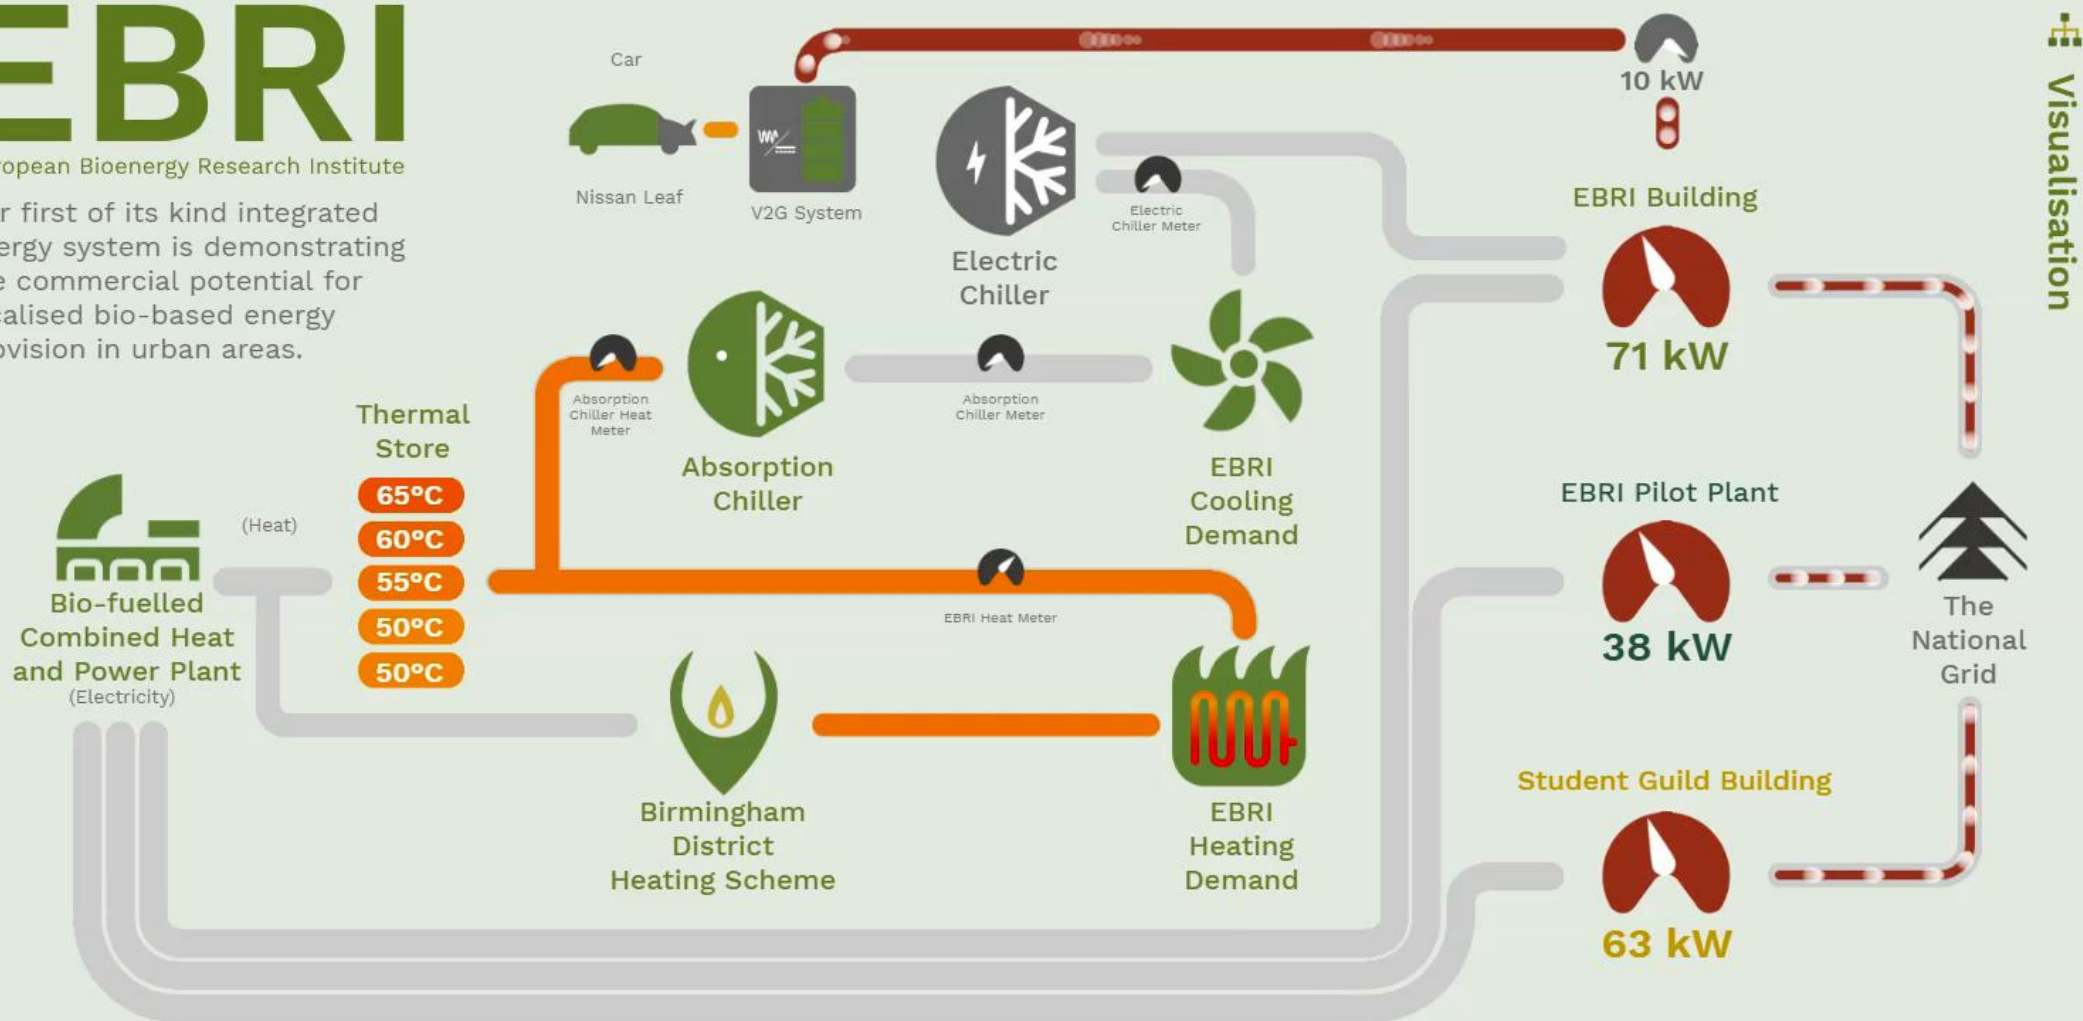 EBRI
ropean Bioenergy Research Institute
r first of its kind integrated
ergy system is demonstrating
e commercial potential for
calised bio-based energy
ovision in urban areas.
Car
Nissan Leaf
V2G System
Electric
Chiller
Electric
Chiller Meter
10 kW
EBRI Building
71 kW
Visualisation
Absorption
Chiller Heat
Meter
Absorption
Chiller
Absorption
Chiller Meter
EBRI
Cooling
Demand
Thermal
Store
65°C
60°C
55°C
50°C
50°C
(Heat)
Bio-fuelled
Combined Heat
and Power Plant
(Electricity)
EBRI Heat Meter
Birmingham
District
Heating Scheme
EBRI
Heating
Demand
EBRI Pilot Plant
38 kW
The
National
Grid
Student Guild Building
63 kW